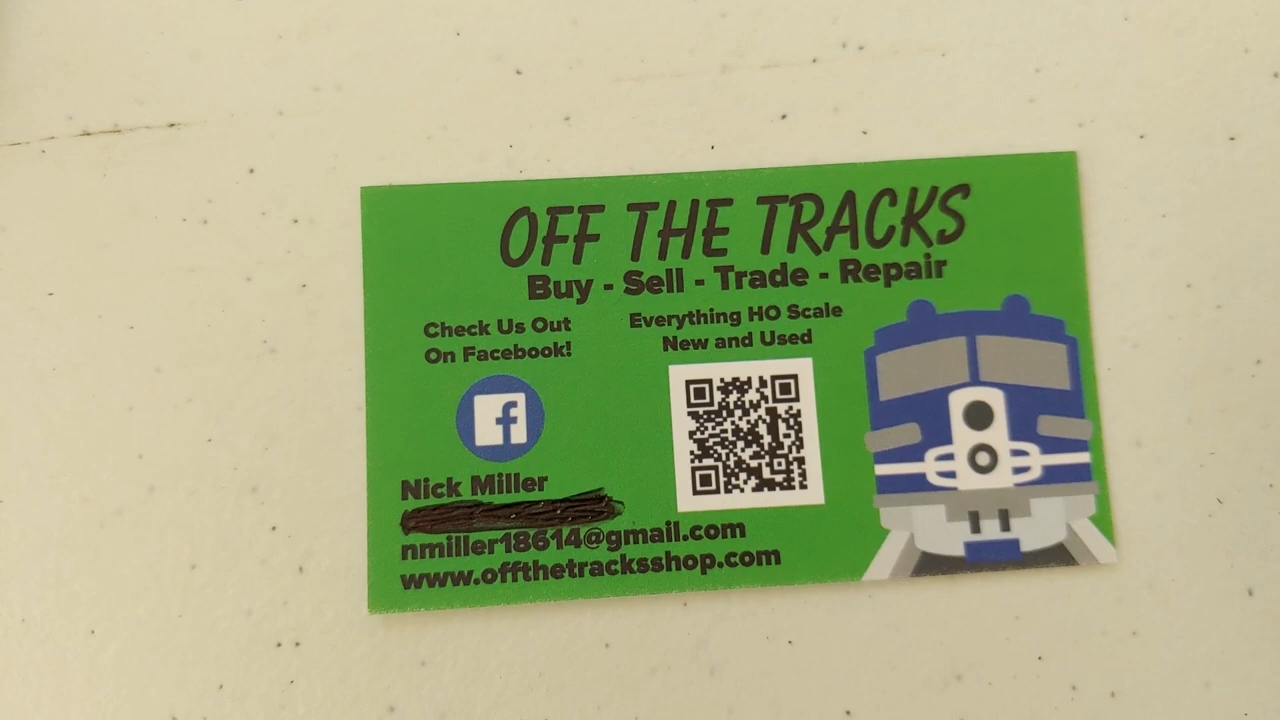 OFF THE TRACKS
Buy - Sell - Trade - Repair
Check Us Out
On Facebook!
Everything HO Scale
New and Used
Nick Miller
nmiller18614@gmail.com
www.offthetracksshop.com